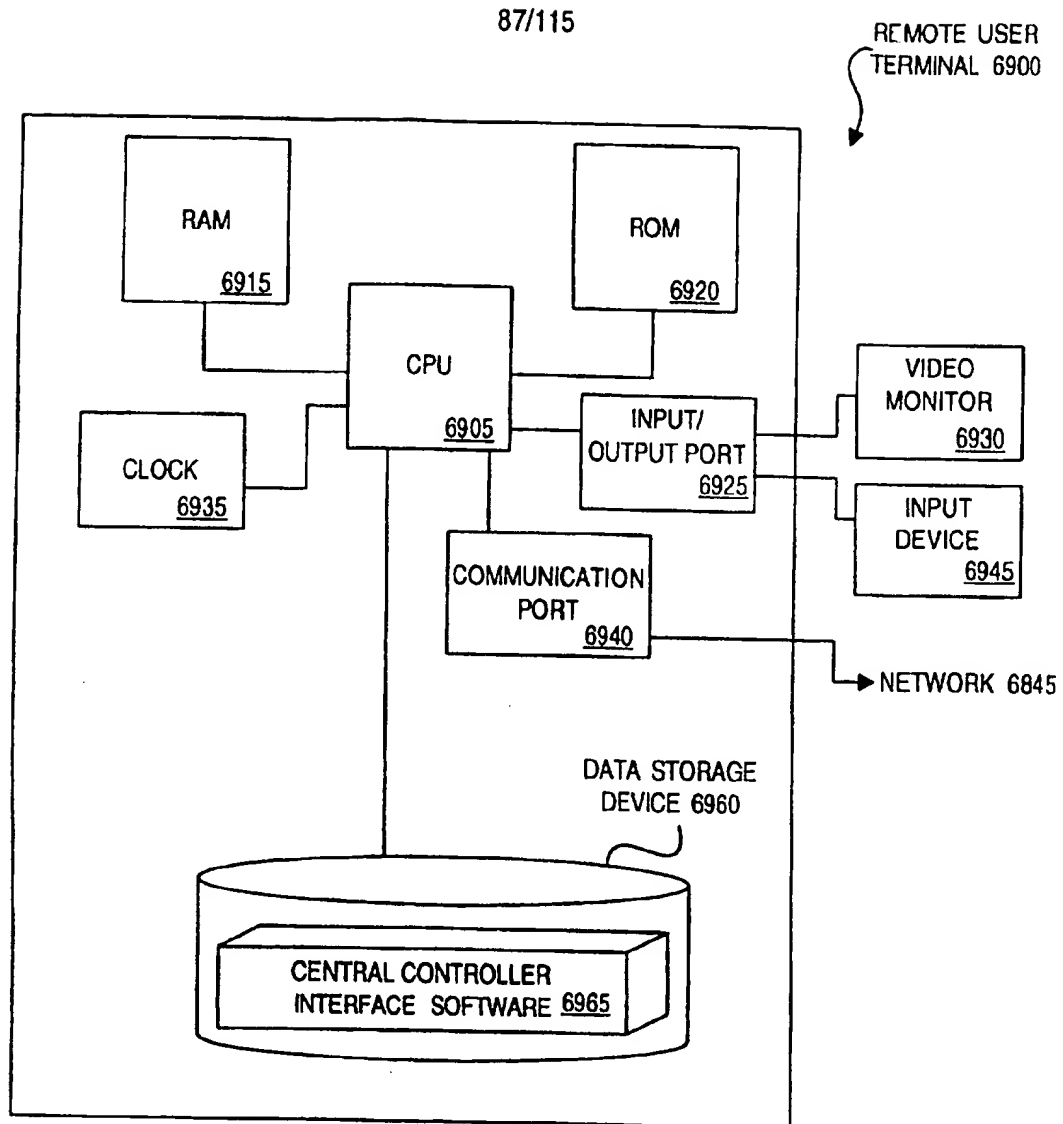 87/115
REMOTE USER
TERMINAL 6900
RAM
6915
ROM
6920
CPU
6905
CLOCK
6935
INPUT/
OUTPUT PORT
6925
VIDEO
MONITOR
6930
INPUT
DEVICE
6945
COMMUNICATION
PORT
6940
NETWORK 6845
DATA STORAGE
DEVICE 6960
CENTRAL CONTROLLER
INTERFACE SOFTWARE 6965